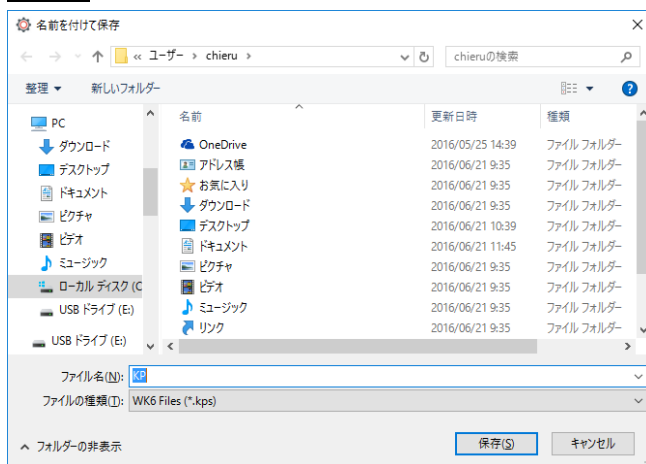 名前を付けて保存
« ユーザー › chieru ›
chieruの検索
整理 新しいフォルダー
PC
ダウンロード
デスクトップ
ドキュメント
ピクチャ
ビデオ
ミュージック
ローカル ディスク (C
USB ドライブ (E:)
USB ドライブ (E:)
名前 更新日時 種類
OneDrive 2016/05/25 14:39 ファイル フォルダー
アドレス帳 2016/06/21 9:35 ファイル フォルダー
お気に入り 2016/06/21 9:35 ファイル フォルダー
ダウンロード 2016/06/21 9:35 ファイル フォルダー
デスクトップ 2016/06/21 10:39 ファイル フォルダー
ドキュメント 2016/06/21 11:45 ファイル フォルダー
ピクチャ 2016/06/21 9:35 ファイル フォルダー
ビデオ 2016/06/21 9:35 ファイル フォルダー
ミュージック 2016/06/21 9:35 ファイル フォルダー
リンク 2016/06/21 9:35 ファイル フォルダー
ファイル名(N): KP
ファイルの種類(T): WK6 Files (*.kps)
フォルダーの非表示
保存(S) キャンセル